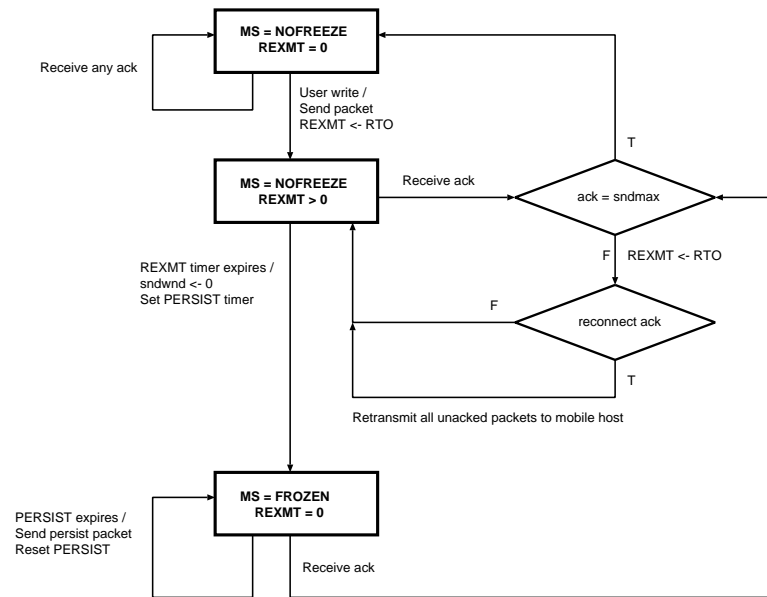 MS = NOFREEZE
REXMT = 0
Receive any ack
User write /
Send packet
REXMT <- RTO
T
MS = NOFREEZE
REXMT > 0
Receive ack
ack = sndmax
F
REXMT <- RTO
REXMT timer expires /
sndwnd <- 0
Set PERSIST timer
F
reconnect ack
T
Retransmit all unacked packets to mobile host
MS = FROZEN
REXMT = 0
PERSIST expires /
Send persist packet
Reset PERSIST
Receive ack